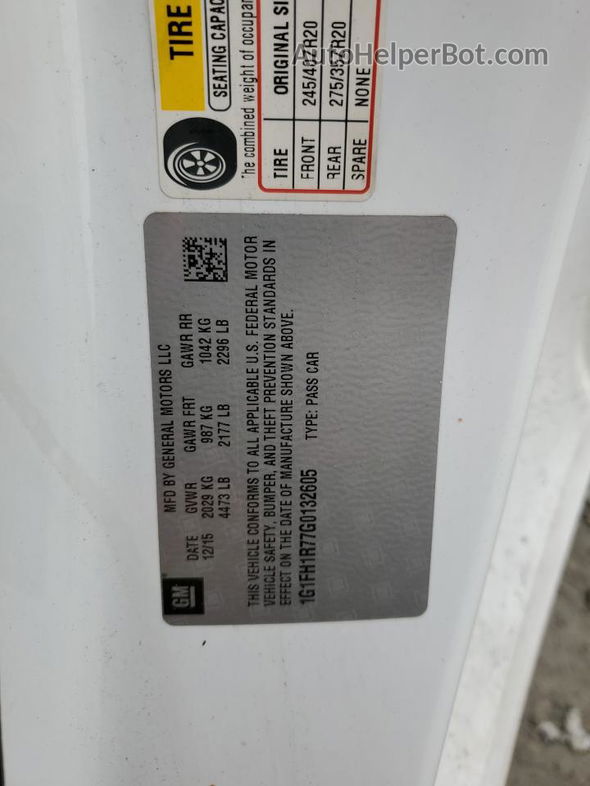 AutoHelperBot.com
TIRE
SEATING CAPAC
The combined weight of occupan
TIRE ORIGINAL SI
FRONT 245/40ZR20
REAR 275/35ZR20
SPARE NONE
GM
MFD BY GENERAL MOTORS LLC
DATE GVWR GAWR FRT GAWR RR
12/15 2029 KG 987 KG 1042 KG
4473 LB 2177 LB 2296 LB
THIS VEHICLE CONFORMS TO ALL APPLICABLE U.S. FEDERAL MOTOR
VEHICLE SAFETY, BUMPER, AND THEFT PREVENTION STANDARDS IN
EFFECT ON THE DATE OF MANUFACTURE SHOWN ABOVE.
1G1FH1R77G0132605 TYPE: PASS CAR